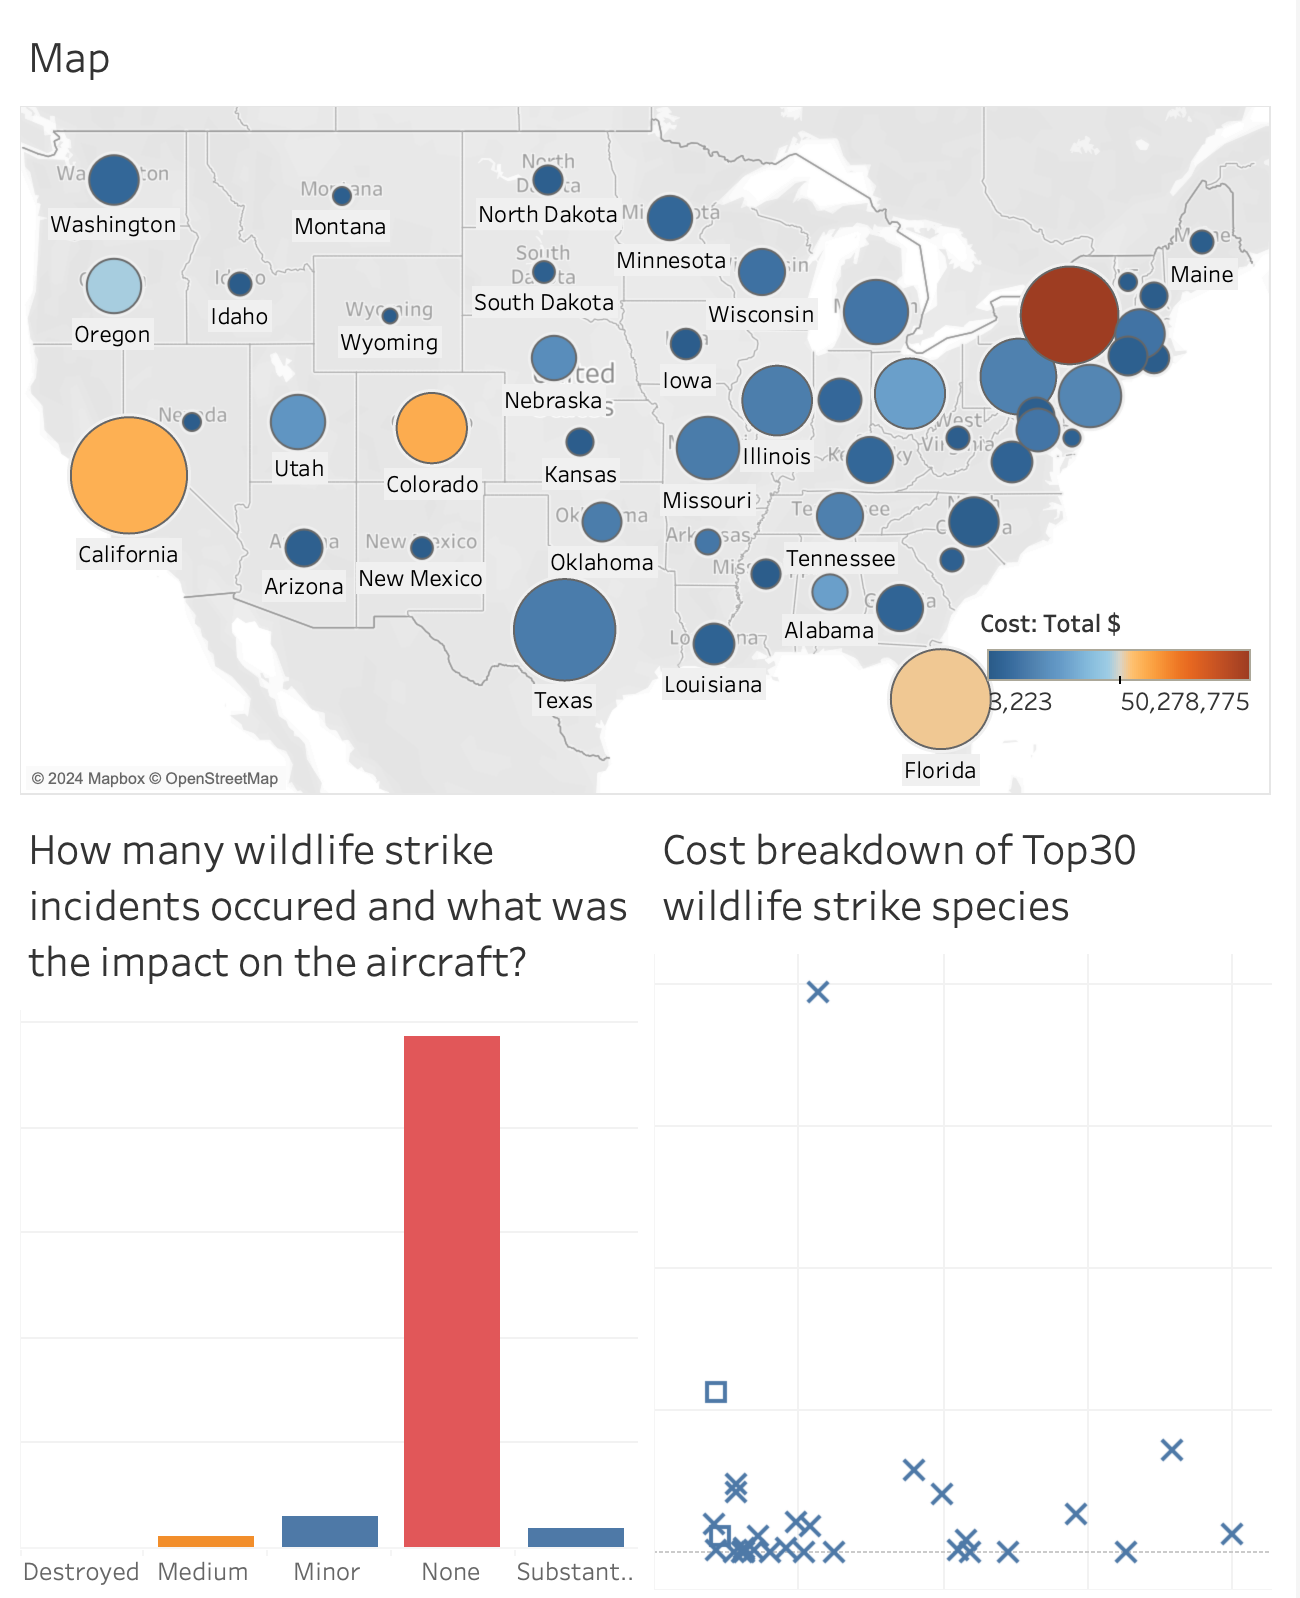 Map
Washington
Montana
North Dakota
Minnesota
Maine
Oregon
Idaho
Wyoming
South Dakota
Wisconsin
Iowa
United
Nebraska
Utah
Colorado
Kansas
Missouri
Illinois
California
Arizona
New Mexico
Oklahoma
Tennessee
Texas
Louisiana
Alabama
Florida
Cost: Total $
3,223
50,278,775
© 2024 Mapbox © OpenStreetMap
How many wildlife strike
incidents occured and what was
the impact on the aircraft?
Destroyed
Medium
Minor
None
Substant..
Cost breakdown of Top30
wildlife strike species